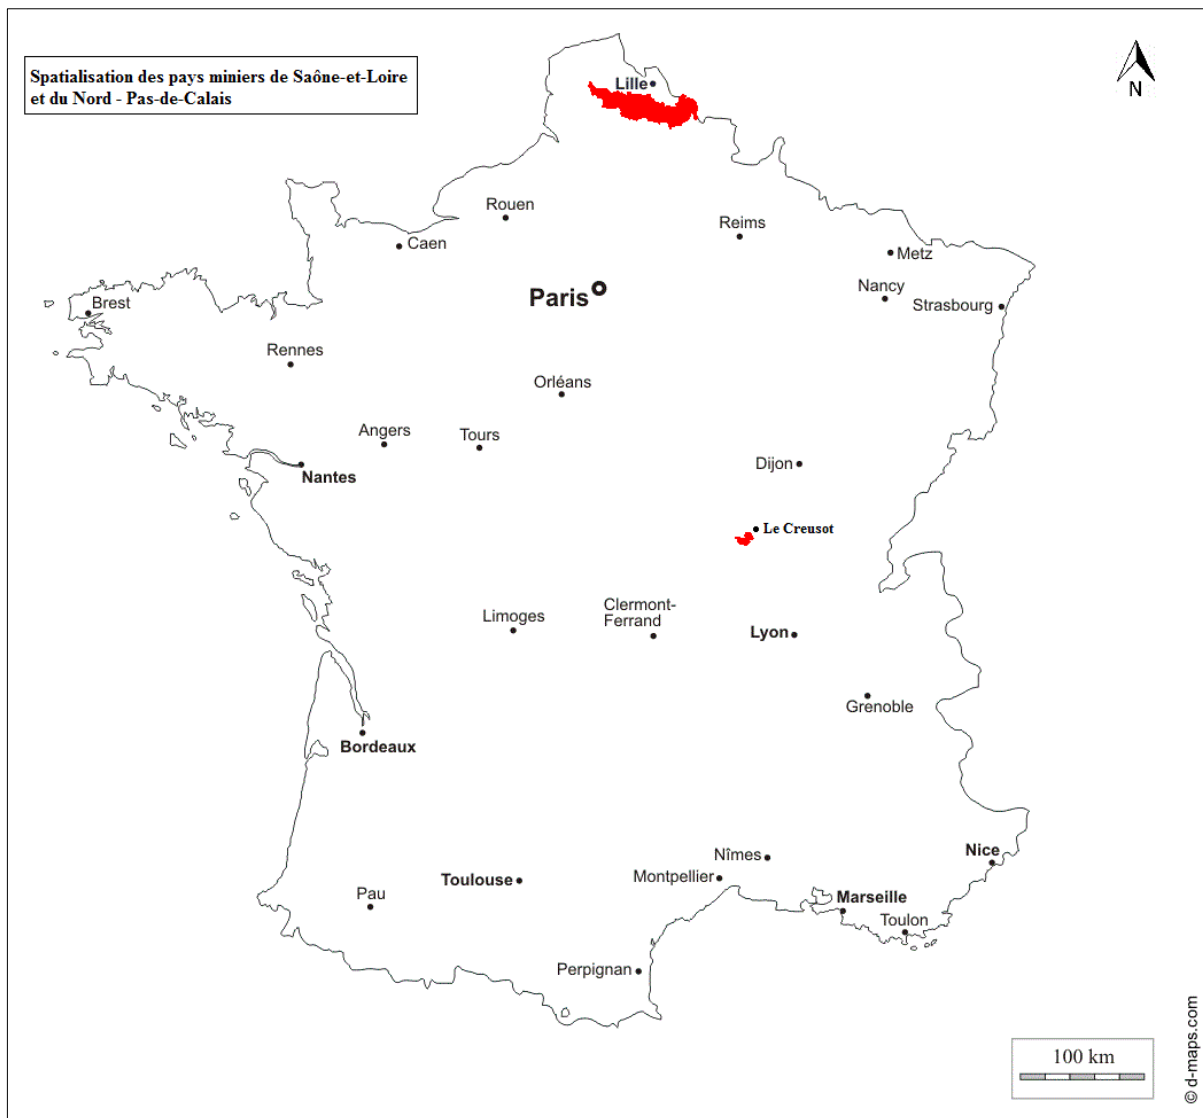 Spatialisation des pays miniers de Saône-et-Loire
et du Nord - Pas-de-Calais
N
Lille
Rouen
Caen
Reims
Metz
Nancy
Strasbourg
Paris
Brest
Rennes
Orléans
Angers
Tours
Nantes
Dijon
Le Creusot
Limoges
Clermont-
Ferrand
Lyon
Grenoble
Bordeaux
Nîmes
Nice
Montpellier
Toulouse
Pau
Marseille
Toulon
Perpignan
100 km
© d-maps.com